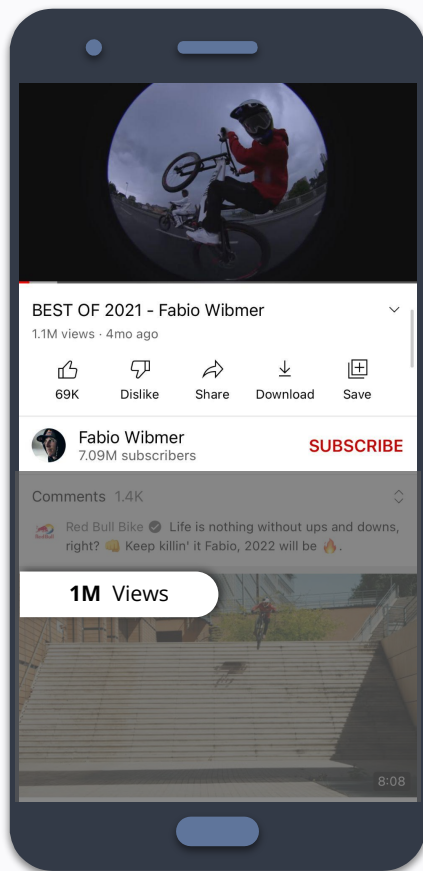 BEST OF 2021 - Fabio Wibmer
1.1M views · 4mo ago
69K Dislike Share Download Save
Fabio Wibmer
7.09M subscribers
SUBSCRIBE
Comments 1.4K
Red Bull Bike Life is nothing without ups and downs,
right? 👊 Keep killin' it Fabio, 2022 will be 🔥.
1M Views
8:08